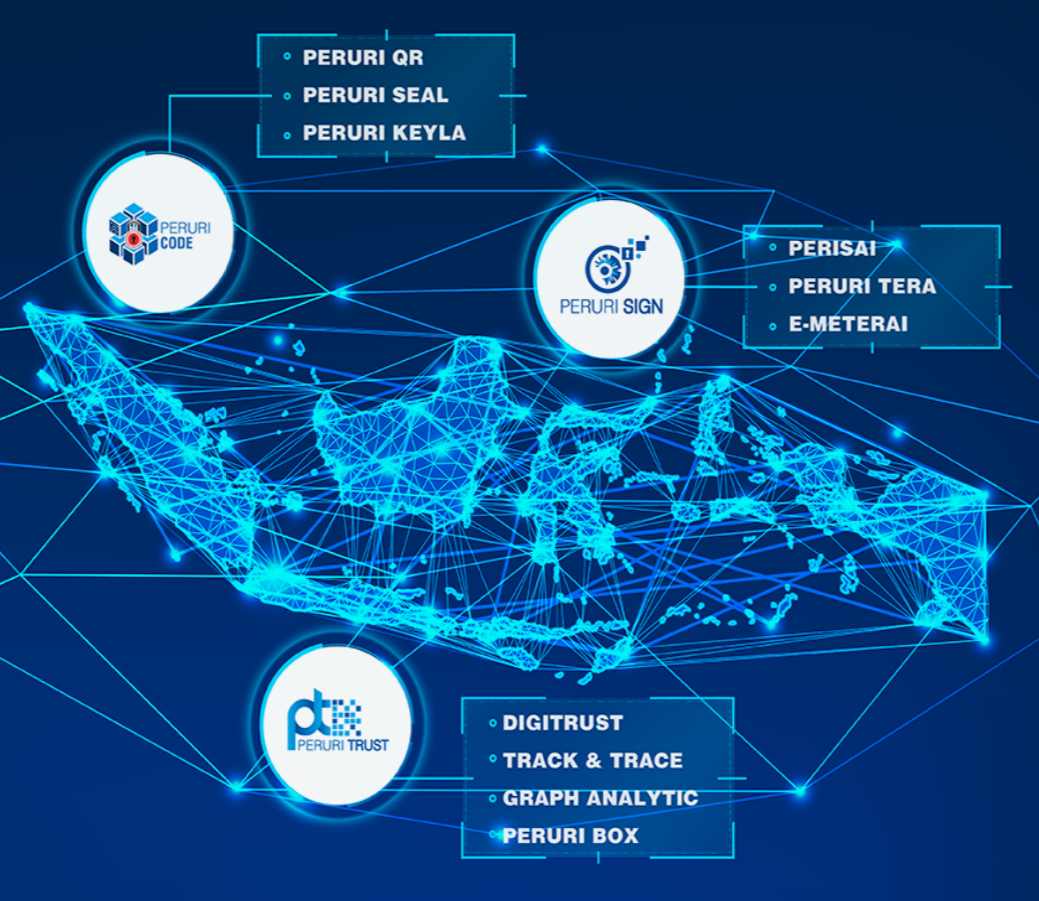 PERURI QR
PERURI SEAL
PERURI KEYLA
PERURI
CODE
PERURI SIGN
PERISAI
PERURI TERA
E-METERAI
pt
PERURI TRUST
DIGITRUST
TRACK & TRACE
GRAPH ANALYTIC
PERURI BOX